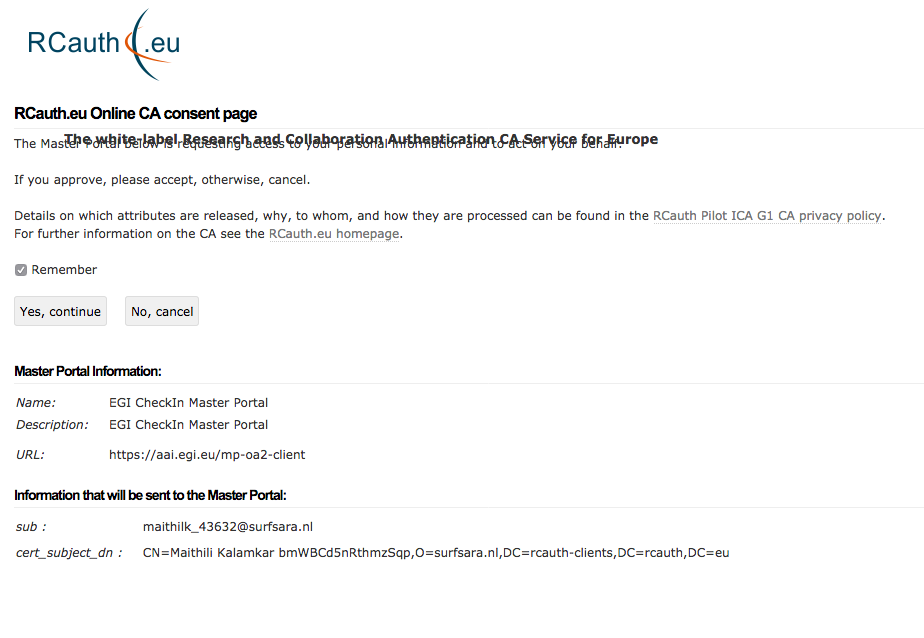 RCauth.eu
RCauth.eu Online CA consent page
The white-label Research and Collaboration Authentication CA Service for Europe
The Master Portal below is requesting access to your personal information and to act on your behalf.
If you approve, please accept, otherwise, cancel.
Details on which attributes are released, why, to whom, and how they are processed can be found in the RCauth Pilot ICA G1 CA privacy policy.
For further information on the CA see the RCauth.eu homepage.
Remember
Yes, continue No, cancel
Master Portal Information:
Name: EGI CheckIn Master Portal
Description: EGI CheckIn Master Portal
URL: https://aai.egi.eu/mp-oa2-client
Information that will be sent to the Master Portal:
sub : maithilk_43632@surfsara.nl
cert_subject_dn : CN=Maithili Kalamkar bmWBCd5nRthmzSqp,O=surfsara.nl,DC=rcauth-clients,DC=rcauth,DC=eu